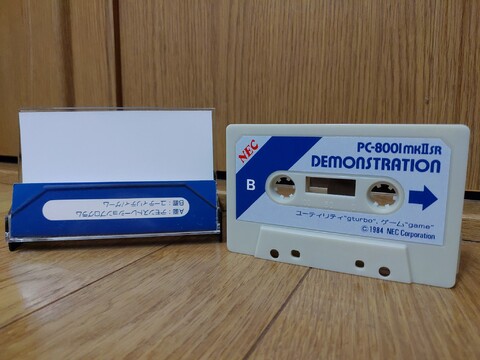 A面：デモンストレーションプログラム
B面：ユーティリティ/ゲーム
NEC
PC-8001mkIISR
DEMONSTRATION
B
ユーティリティ"gturbo", ゲーム"game"
© 1984 NEC Corporation